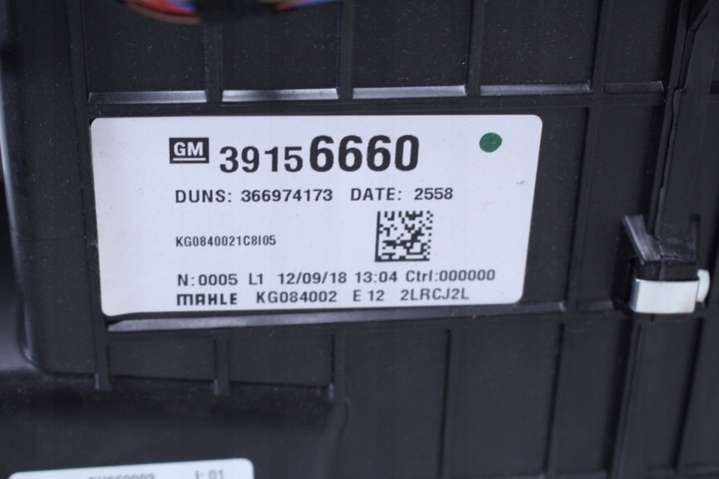 GM 39156660
DUNS: 366974173 DATE: 2558
KG0840021C8I05
N:0005 L1 12/09/18 13:04 Ctrl:000000
MAHLE KG084002 E 12 2LRCJ2L